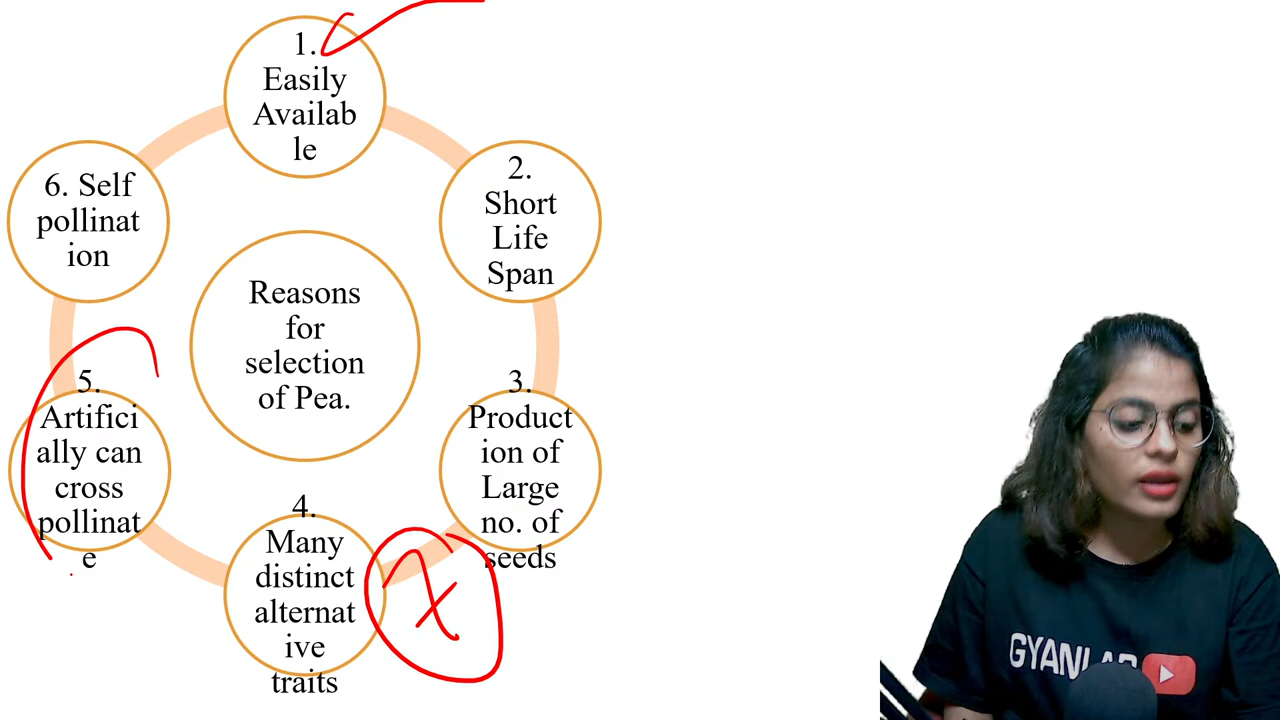 1.
Easily
Availab
le
2.
Short
Life
Span
3.
Product
ion of
Large
no. of
seeds
4.
Many
distinct
alternat
ive
traits
5.
Artifici
ally can
cross
pollinat
e
6. Self
pollinat
ion
Reasons
for
selection
of Pea.
7